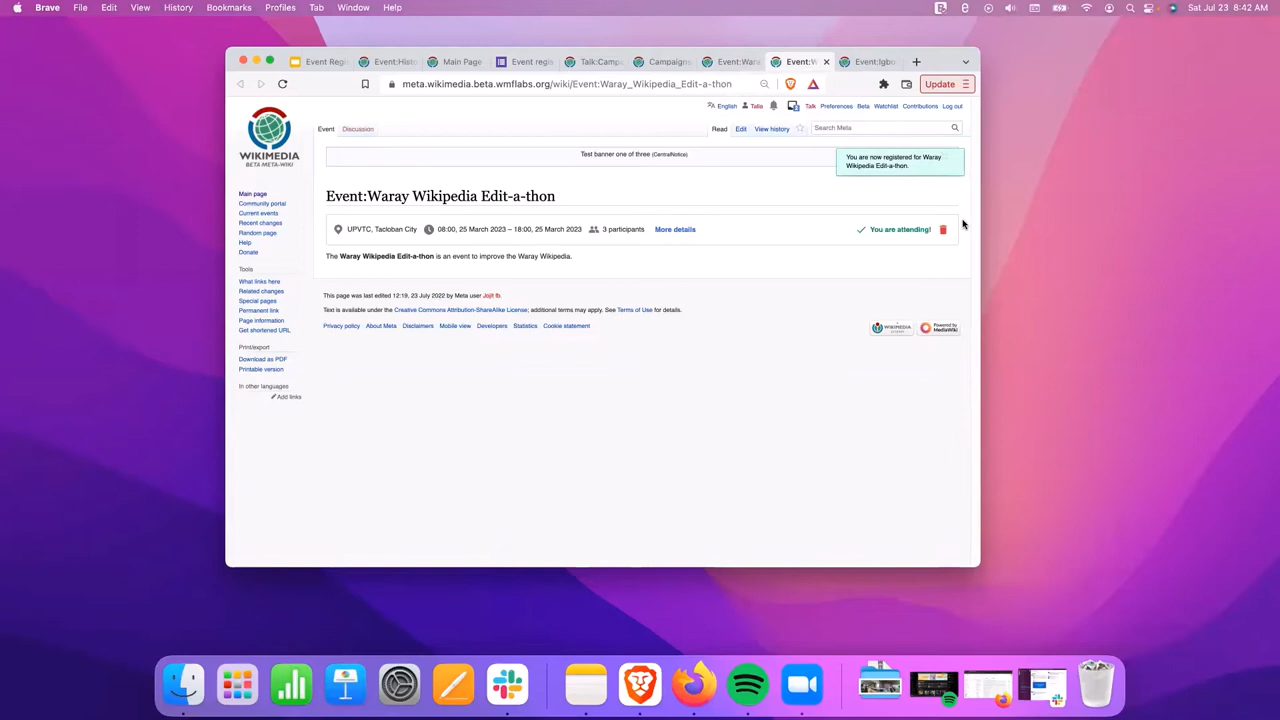 Brave File Edit View History Bookmarks Profiles Tab Window Help Sat Jul 23 8:42 AM
Event Regi Event:Histo Main Page Event regis Talk:Campa Campaigns Event:Wara Event:W Event:Igbo
meta.wikimedia.beta.wmflabs.org/wiki/Event:Waray_Wikipedia_Edit-a-thon Update
English Talia Talk Preferences Beta Watchlist Contributions Log out
Event Discussion Read Edit View history Search Meta
WIKIMEDIA
BETA META-WIKI
Test banner one of three (CentralNotice)
You are now registered for Waray
Wikipedia Edit-a-thon.
Event:Waray Wikipedia Edit-a-thon
UPVTC, Tacloban City 08:00, 25 March 2023 – 18:00, 25 March 2023 3 participants More details You are attending!
The Waray Wikipedia Edit-a-thon is an event to improve the Waray Wikipedia.
Main page
Community portal
Current events
Recent changes
Random page
Help
Donate
Tools
What links here
Related changes
Special pages
Permanent link
Page information
Get shortened URL
Print/export
Download as PDF
Printable version
In other languages
Add links
This page was last edited 12:19, 23 July 2022 by Meta user Jojit fb.
Text is available under the Creative Commons Attribution-ShareAlike License; additional terms may apply. See Terms of Use for details.
Privacy policy About Meta Disclaimers Mobile view Developers Statistics Cookie statement
WIKIMEDIA
Powered by
MediaWiki